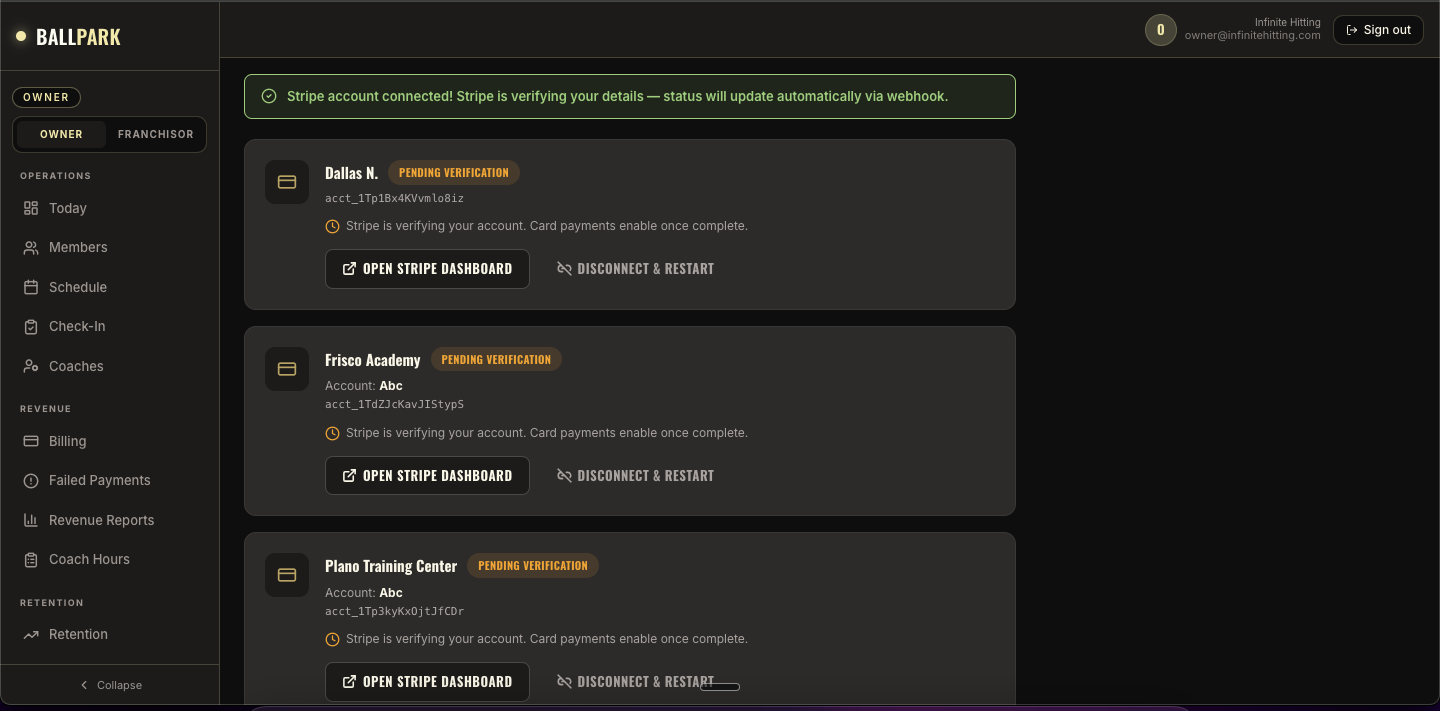 BALLPARK
O
Infinite Hitting
owner@infinitehitting.com
Sign out
OWNER
OWNER FRANCHISOR
OPERATIONS
Today
Members
Schedule
Check-In
Coaches
REVENUE
Billing
Failed Payments
Revenue Reports
Coach Hours
RETENTION
Retention
Collapse
Stripe account connected! Stripe is verifying your details — status will update automatically via webhook.
Dallas N. PENDING VERIFICATION
acct_1Tp1Bx4KVvmlo8iz
Stripe is verifying your account. Card payments enable once complete.
OPEN STRIPE DASHBOARD DISCONNECT & RESTART
Frisco Academy PENDING VERIFICATION
Account: Abc
acct_1TdZJcKavJIStypS
Stripe is verifying your account. Card payments enable once complete.
OPEN STRIPE DASHBOARD DISCONNECT & RESTART
Plano Training Center PENDING VERIFICATION
Account: Abc
acct_1Tp3kyKxOjtJfCDr
Stripe is verifying your account. Card payments enable once complete.
OPEN STRIPE DASHBOARD DISCONNECT & RESTART